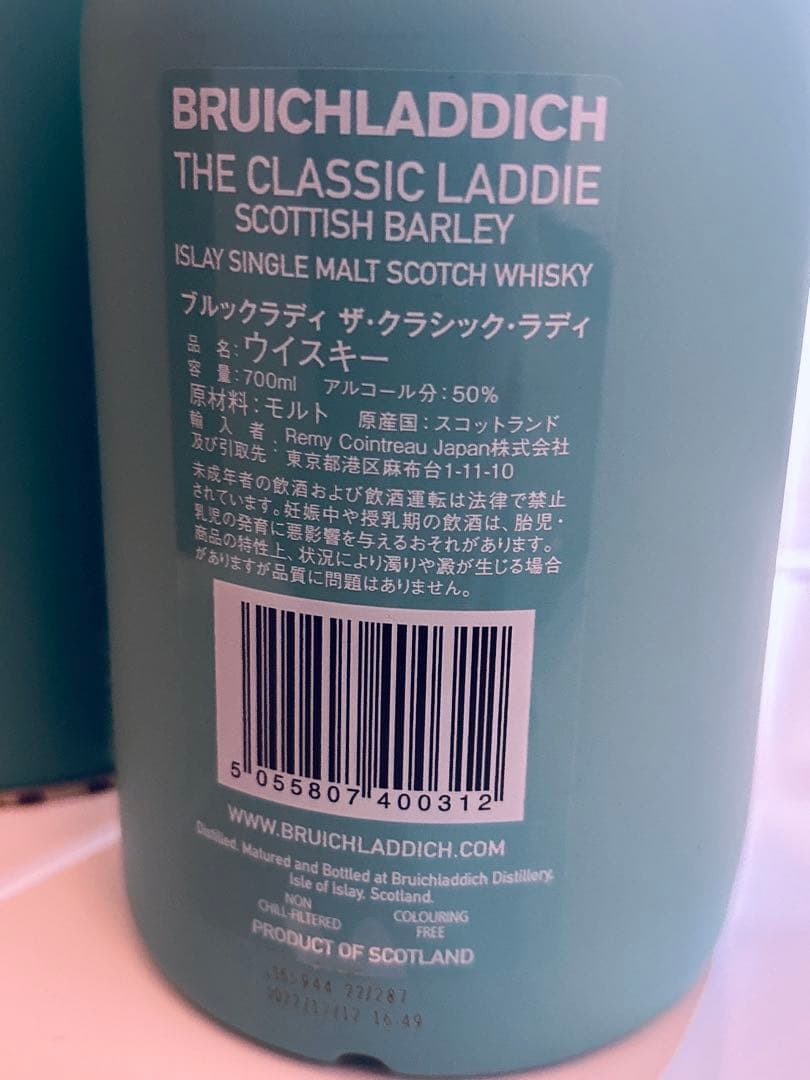 BRUICHLADDICH
THE CLASSIC LADDIE
SCOTTISH BARLEY
ISLAY SINGLE MALT SCOTCH WHISKY
ブルックラディ ザ・クラシック・ラディ
品名:ウイスキー
容量:700ml アルコール分:50%
原材料:モルト 原産国:スコットランド
輸入者 及び引取先: Remy Cointreau Japan株式会社
東京都港区麻布台1-11-10
未成年者の飲酒および飲酒運転は法律で禁止
されています。妊娠中や授乳期の飲酒は、胎児・
乳児の発育に悪影響を与えるおそれがあります。
商品の特性上、状況により濁りや澱が生じる場合
がありますが品質に問題はありません。
5 055807 400312
WWW.BRUICHLADDICH.COM
Distilled. Matured and Bottled at Bruichladdich Distillery.
Isle of Islay. Scotland.
NON CHILL-FILTERED
COLOURING FREE
PRODUCT OF SCOTLAND
22/287
16:49